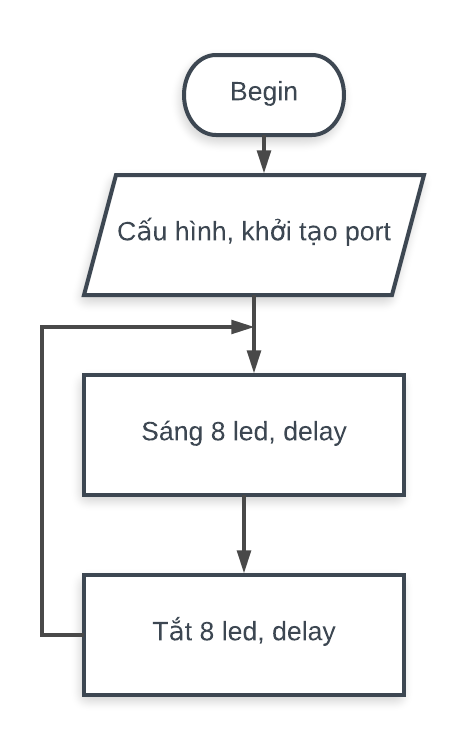 Begin
Cấu hình, khởi tạo port
Sáng 8 led, delay
Tắt 8 led, delay